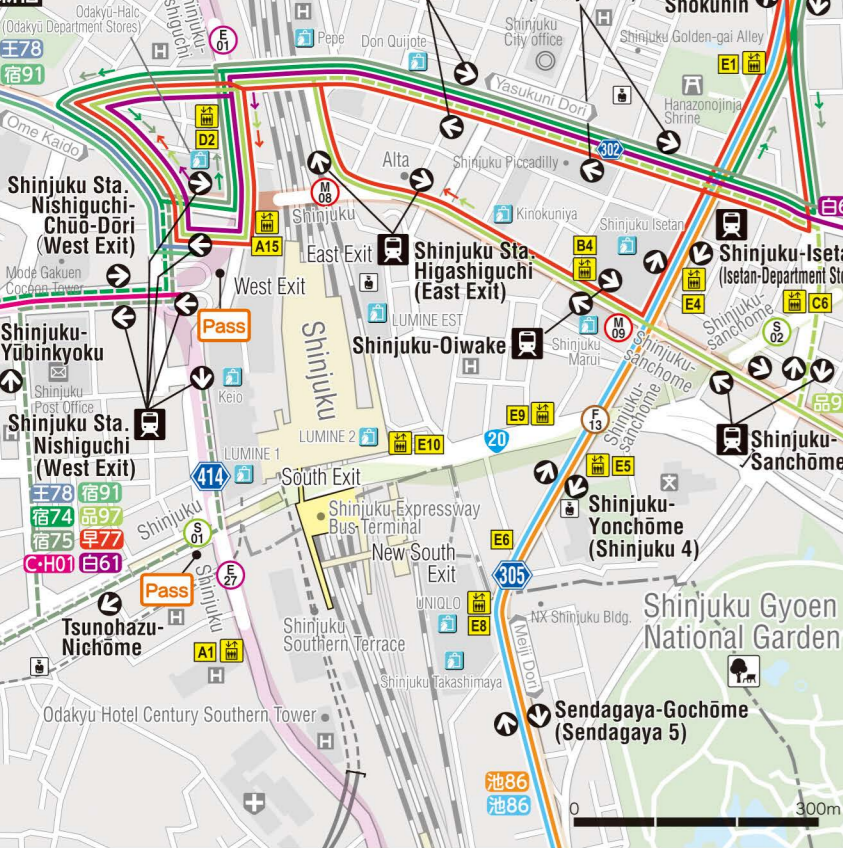 Odakyū-Halc
(Odakyū Department Stores)
王78
宿91
Shinjuku-
E
01
Pepe
Don Quijote
Shinjuku
City office
Shinjuku Golden-gai Alley
E1
Hanazonojinja
Shrine
Yasukuni Dori
302
Ome Kaido
D2
Shinjuku Sta.
Nishiguchi-
Chūō-Dōri
(West Exit)
Alta
Shinjuku Piccadilly
M
08
Shinjuku
Kinokuniya
Shinjuku Isetan
A15
East Exit
Shinjuku Sta.
Higashiguchi
(East Exit)
B4
Shinjuku-Iseta
(Isetan-Department Sto
E4
C6
Mode Gakuen
Cocoon Tower
West Exit
LUMINE EST
Pass
Shinjuku-
Yūbinkyoku
Shinjuku
Post Office
Shinjuku
Shinjuku-Oiwake
Shinjuku
Marui
M
09
Shinjuku-
sanchome
Shinjuku-
sanchome
S
02
Keio
品9
Shinjuku Sta.
Nishiguchi
(West Exit)
LUMINE 1
LUMINE 2
E10
E9
20
F
13
Shinjuku-
sanchome
Shinjuku-
Sanchōme
414
South Exit
E5
王78 宿91
宿74 品97
宿75 早77
C・H01 白61
Shinjuku
S
01
Shinjuku Expressway
Bus Terminal
Shinjuku-
Yonchōme
(Shinjuku 4)
E6
New South
Exit
305
E
27
Pass
Shinjuku
UNIQLO
E8
NX Shinjuku Bldg.
Shinjuku Gyoen
National Garden
Tsunohazu-
Nichōme
A1
Shinjuku
Southern Terrace
Meiji Dori
Shinjuku Takashimaya
Odakyu Hotel Century Southern Tower
Sendagaya-Gochōme
(Sendagaya 5)
池86
池86
0
300m